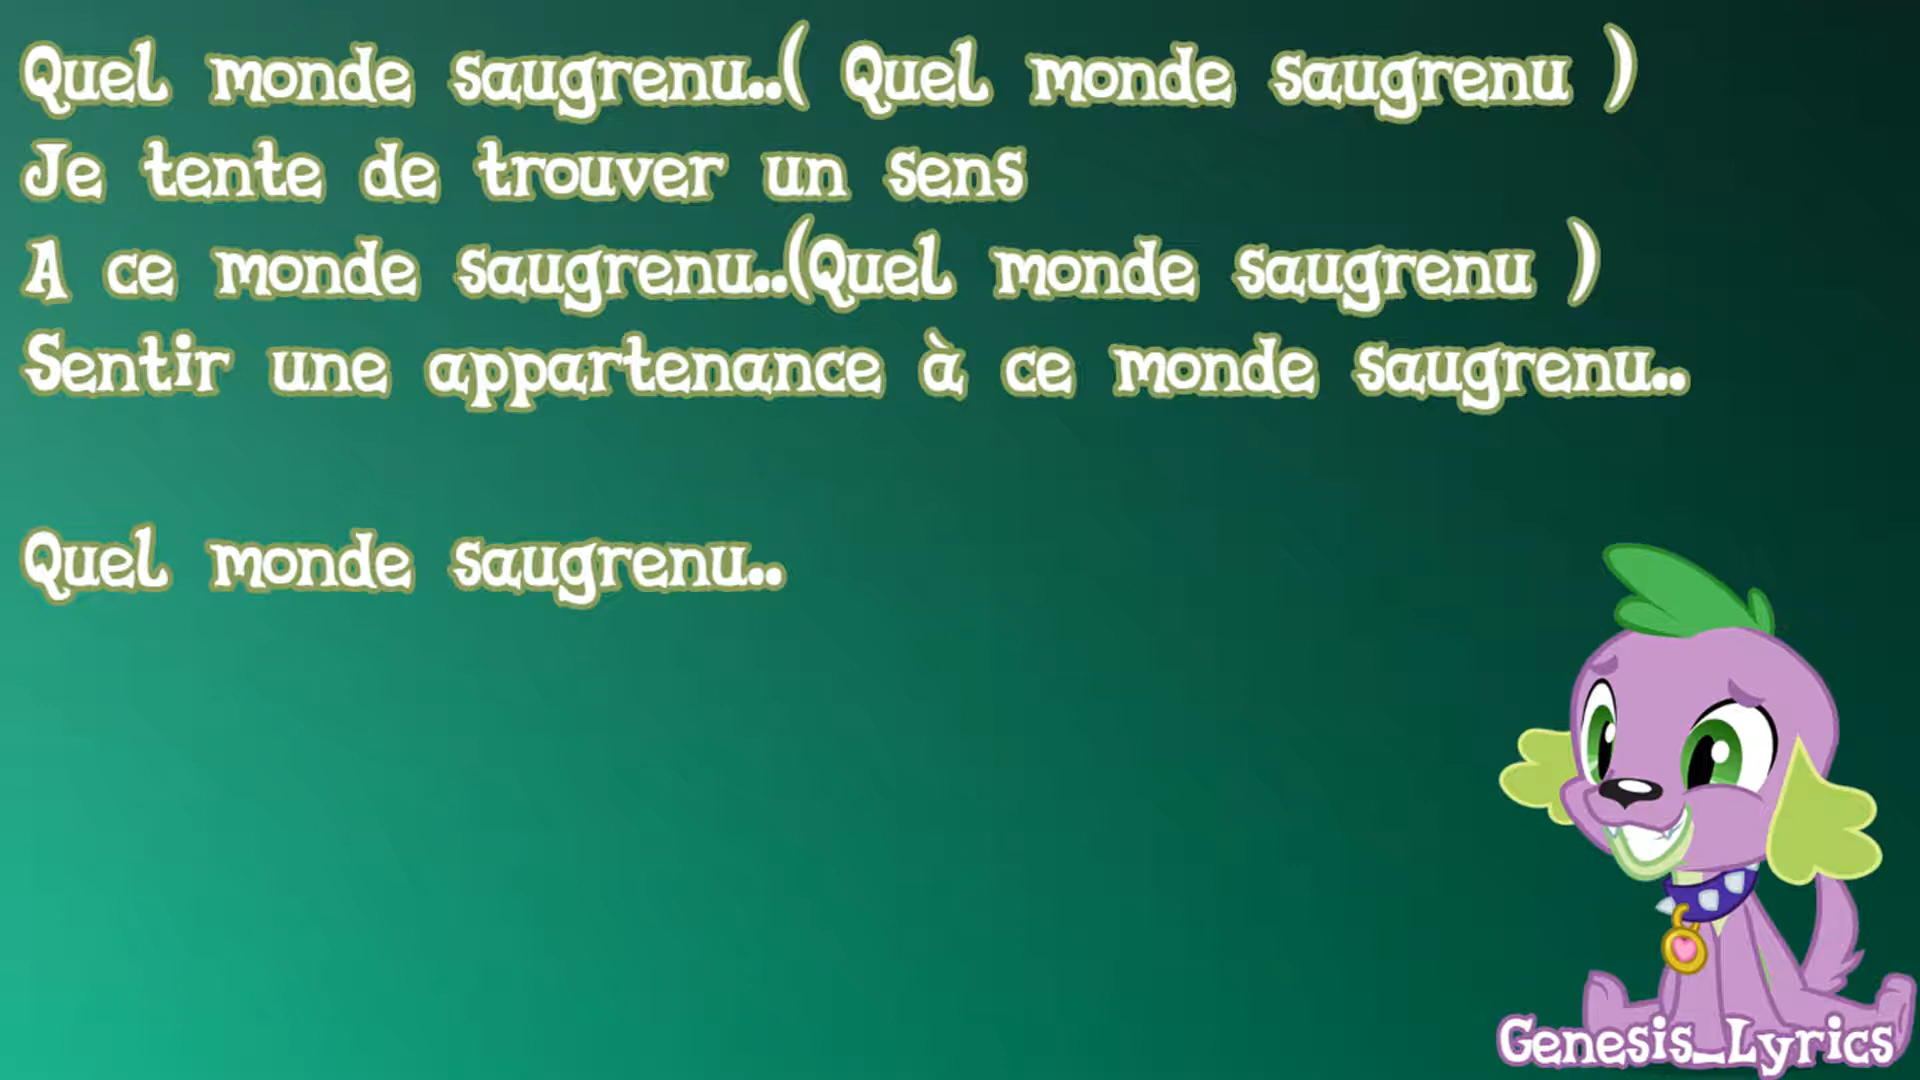 Quel monde saugrenu..( Quel monde saugrenu )
Je tente de trouver un sens
A ce monde saugrenu..(Quel monde saugrenu )
Sentir une appartenance à ce monde saugrenu..
Quel monde saugrenu..
Genesis_Lyrics